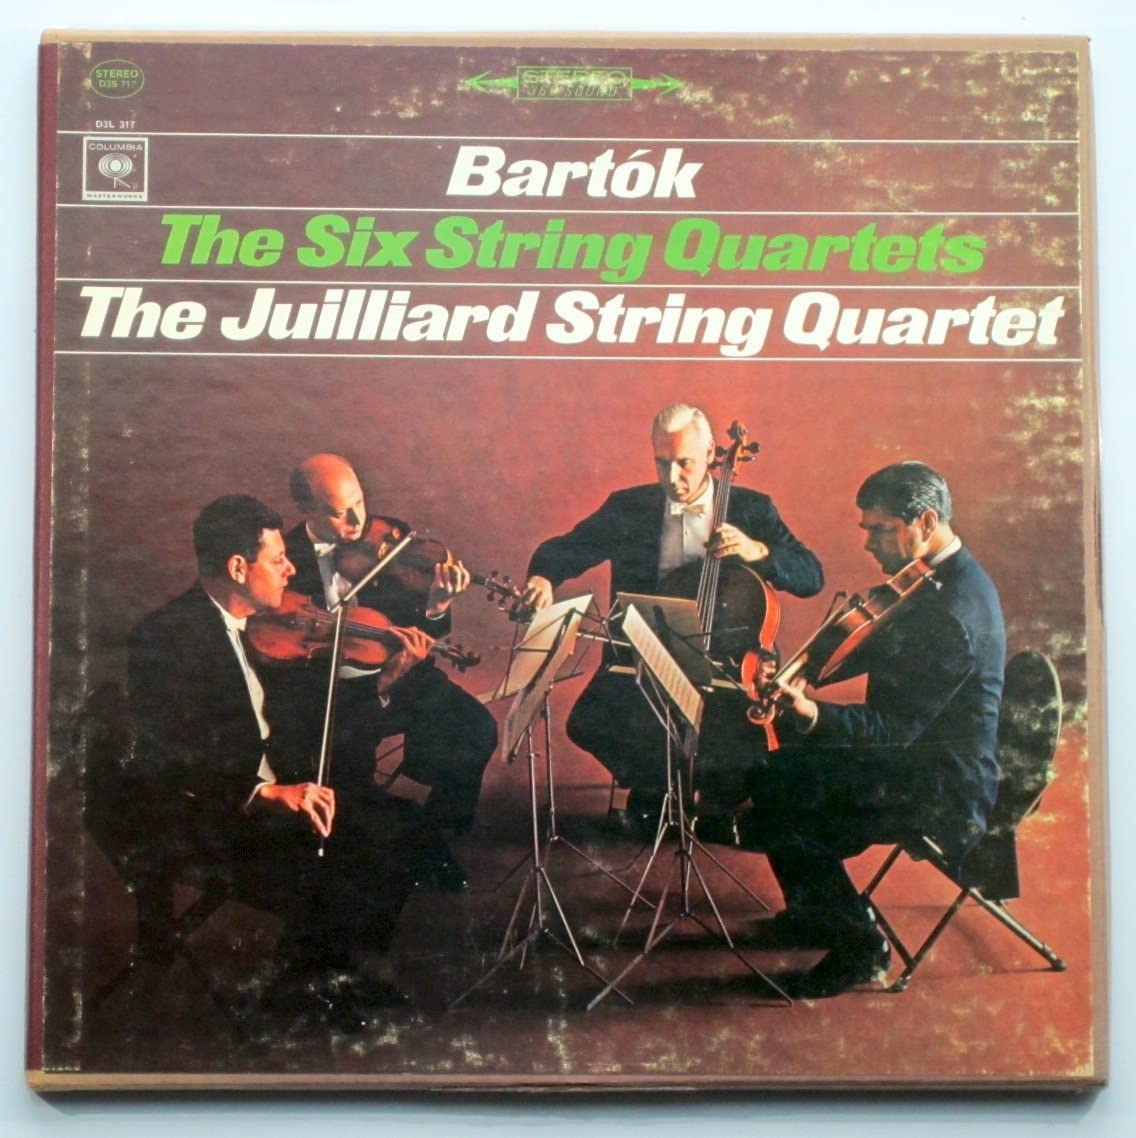 STEREO
D3S 717
STEREO
"360 SOUND"
D3L 317
COLUMBIA
MASTERWORKS
Bartók
The Six String Quartets
The Juilliard String Quartet